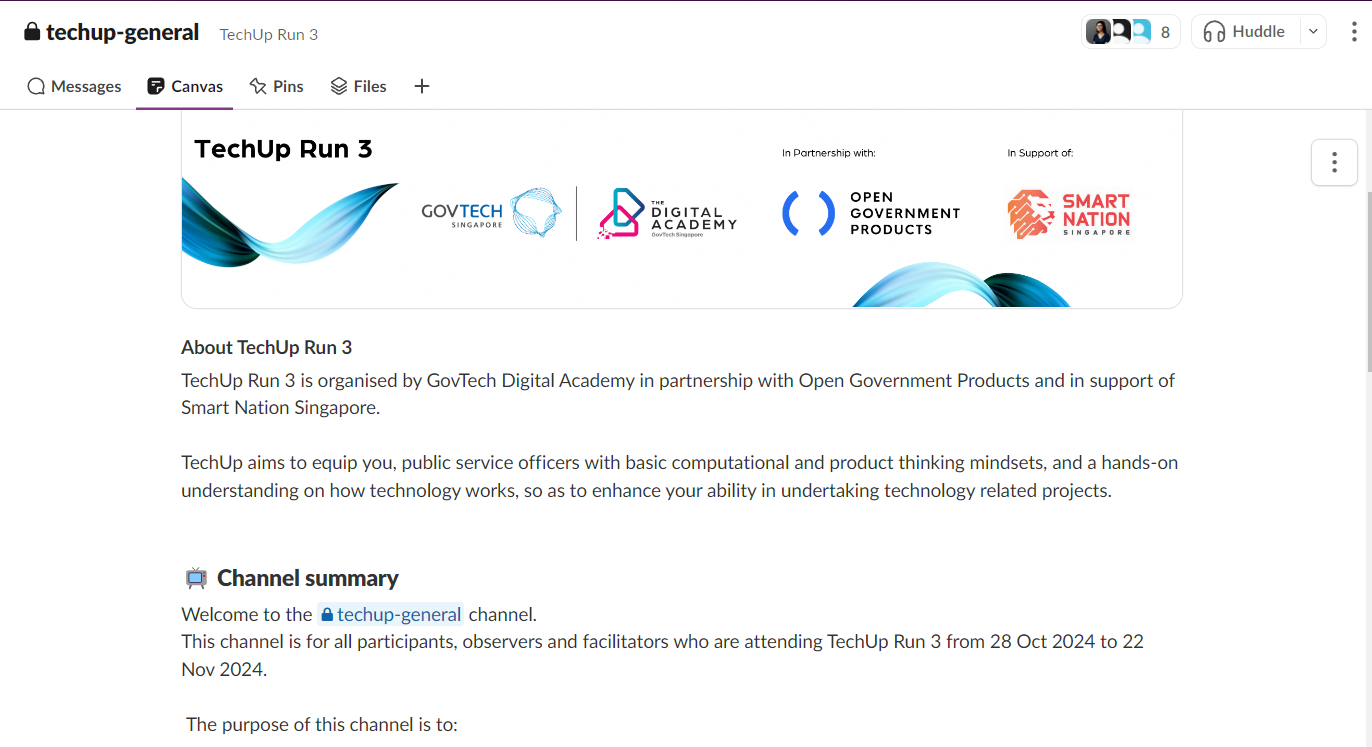 techup-general TechUp Run 3 8 Huddle
Messages Canvas Pins Files
TechUp Run 3
In Partnership with: In Support of:
GOVTECH
SINGAPORE
THE
DIGITAL
ACADEMY
GovTech Singapore
OPEN
GOVERNMENT
PRODUCTS
SMART
NATION
SINGAPORE
About TechUp Run 3
TechUp Run 3 is organised by GovTech Digital Academy in partnership with Open Government Products and in support of
Smart Nation Singapore.
TechUp aims to equip you, public service officers with basic computational and product thinking mindsets, and a hands-on
understanding on how technology works, so as to enhance your ability in undertaking technology related projects.
Channel summary
Welcome to the techup-general channel.
This channel is for all participants, observers and facilitators who are attending TechUp Run 3 from 28 Oct 2024 to 22
Nov 2024.
The purpose of this channel is to: